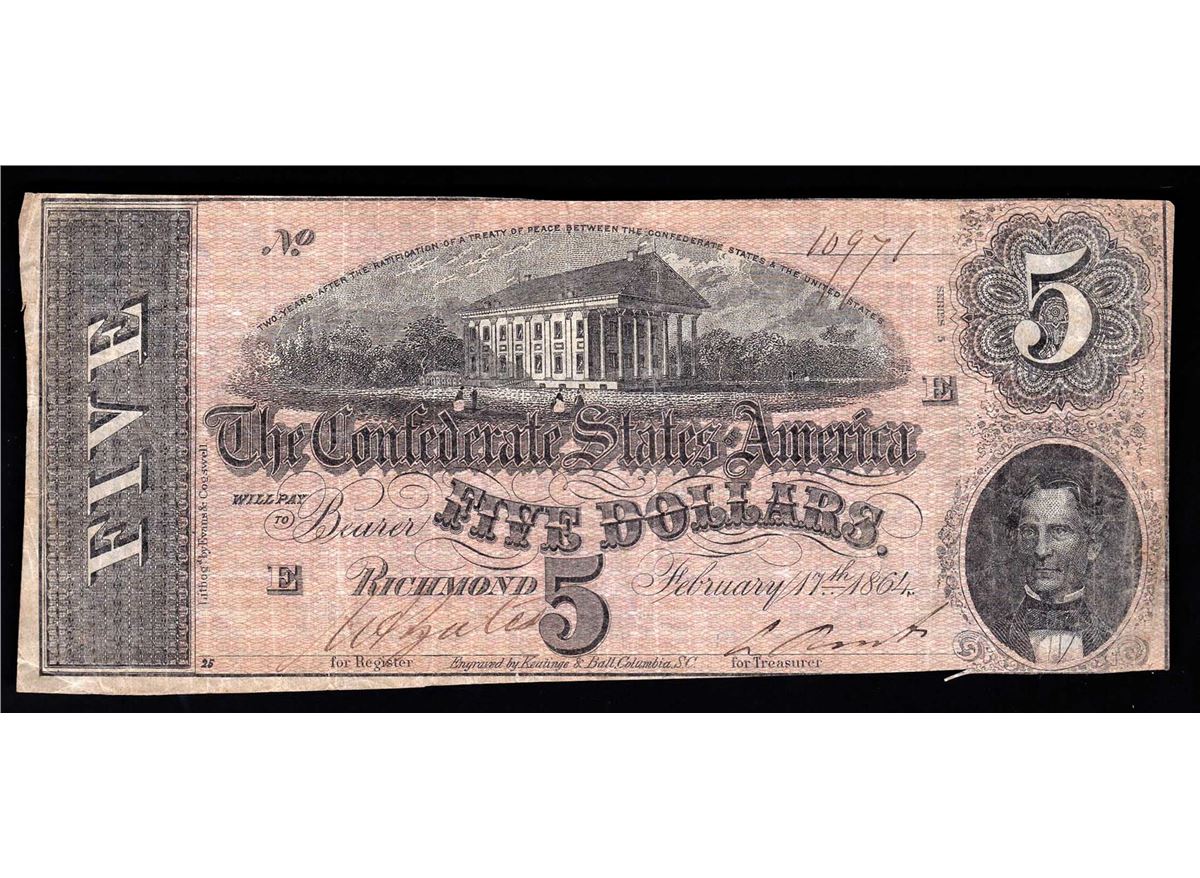 No 10971
TWO YEARS AFTER THE RATIFICATION OF A TREATY OF PEACE BETWEEN THE CONFEDERATE STATES & THE UNITED STATES
SERIES 5
5
E
FIVE
The Confederate States of America
WILL PAY TO Bearer FIVE DOLLARS.
Lithog'd by Evans & Cogswell
E
RICHMOND 5 February 17th 1864.
25
for Register Engraved by Keatinge & Ball, Columbia, S.C. for Treasurer